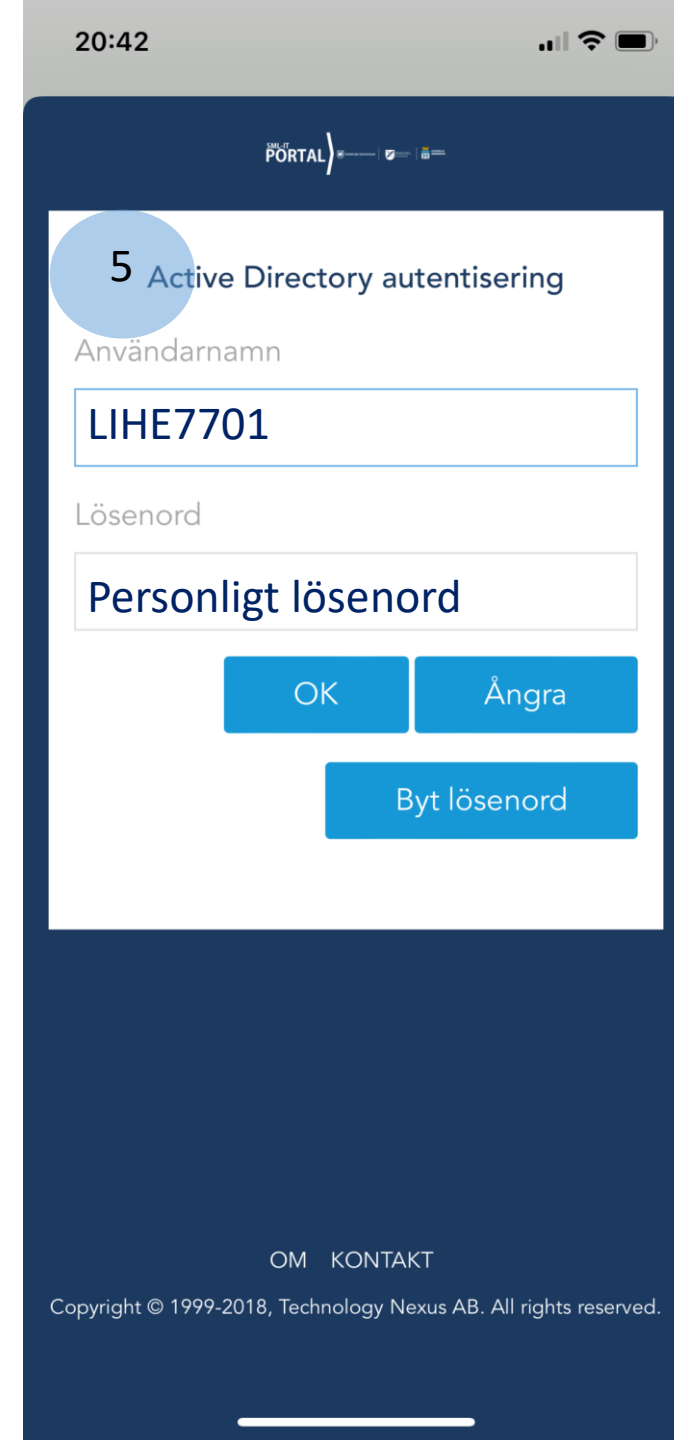 20:42
SML-IT
PORTAL
5
Active Directory autentisering
Användarnamn
LIHE7701
Lösenord
Personligt lösenord
OK Ångra
Byt lösenord
OM KONTAKT
Copyright © 1999-2018, Technology Nexus AB. All rights reserved.